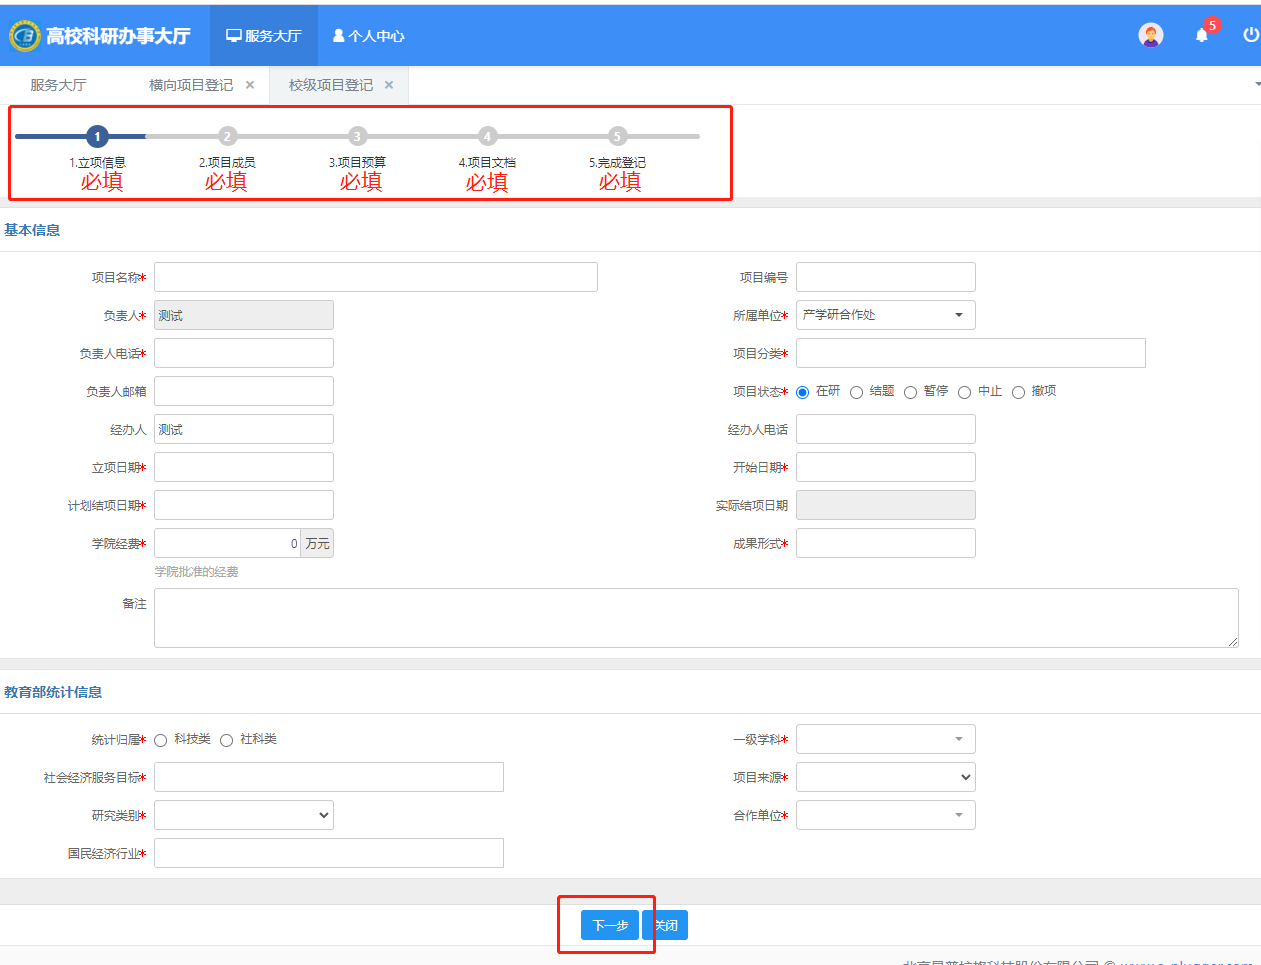 高校科研办事大厅 服务大厅 个人中心 5
服务大厅 横向项目登记 × 校级项目登记 ×
1 2 3 4 5
1.立项信息 2.项目成员 3.项目预算 4.项目文档 5.完成登记
必填 必填 必填 必填 必填
基本信息
项目名称* 项目编号
负责人* 测试 所属单位* 产学研合作处
负责人电话* 项目分类*
负责人邮箱 项目状态* 在研 结题 暂停 中止 撤项
经办人 测试 经办人电话
立项日期* 开始日期*
计划结项日期* 实际结项日期
学院经费* 0 万元 成果形式*
学院批准的经费
备注
教育部统计信息
统计归属* 科技类 社科类 一级学科*
社会经济服务目标* 项目来源*
研究类别* 合作单位*
国民经济行业*
下一步 关闭